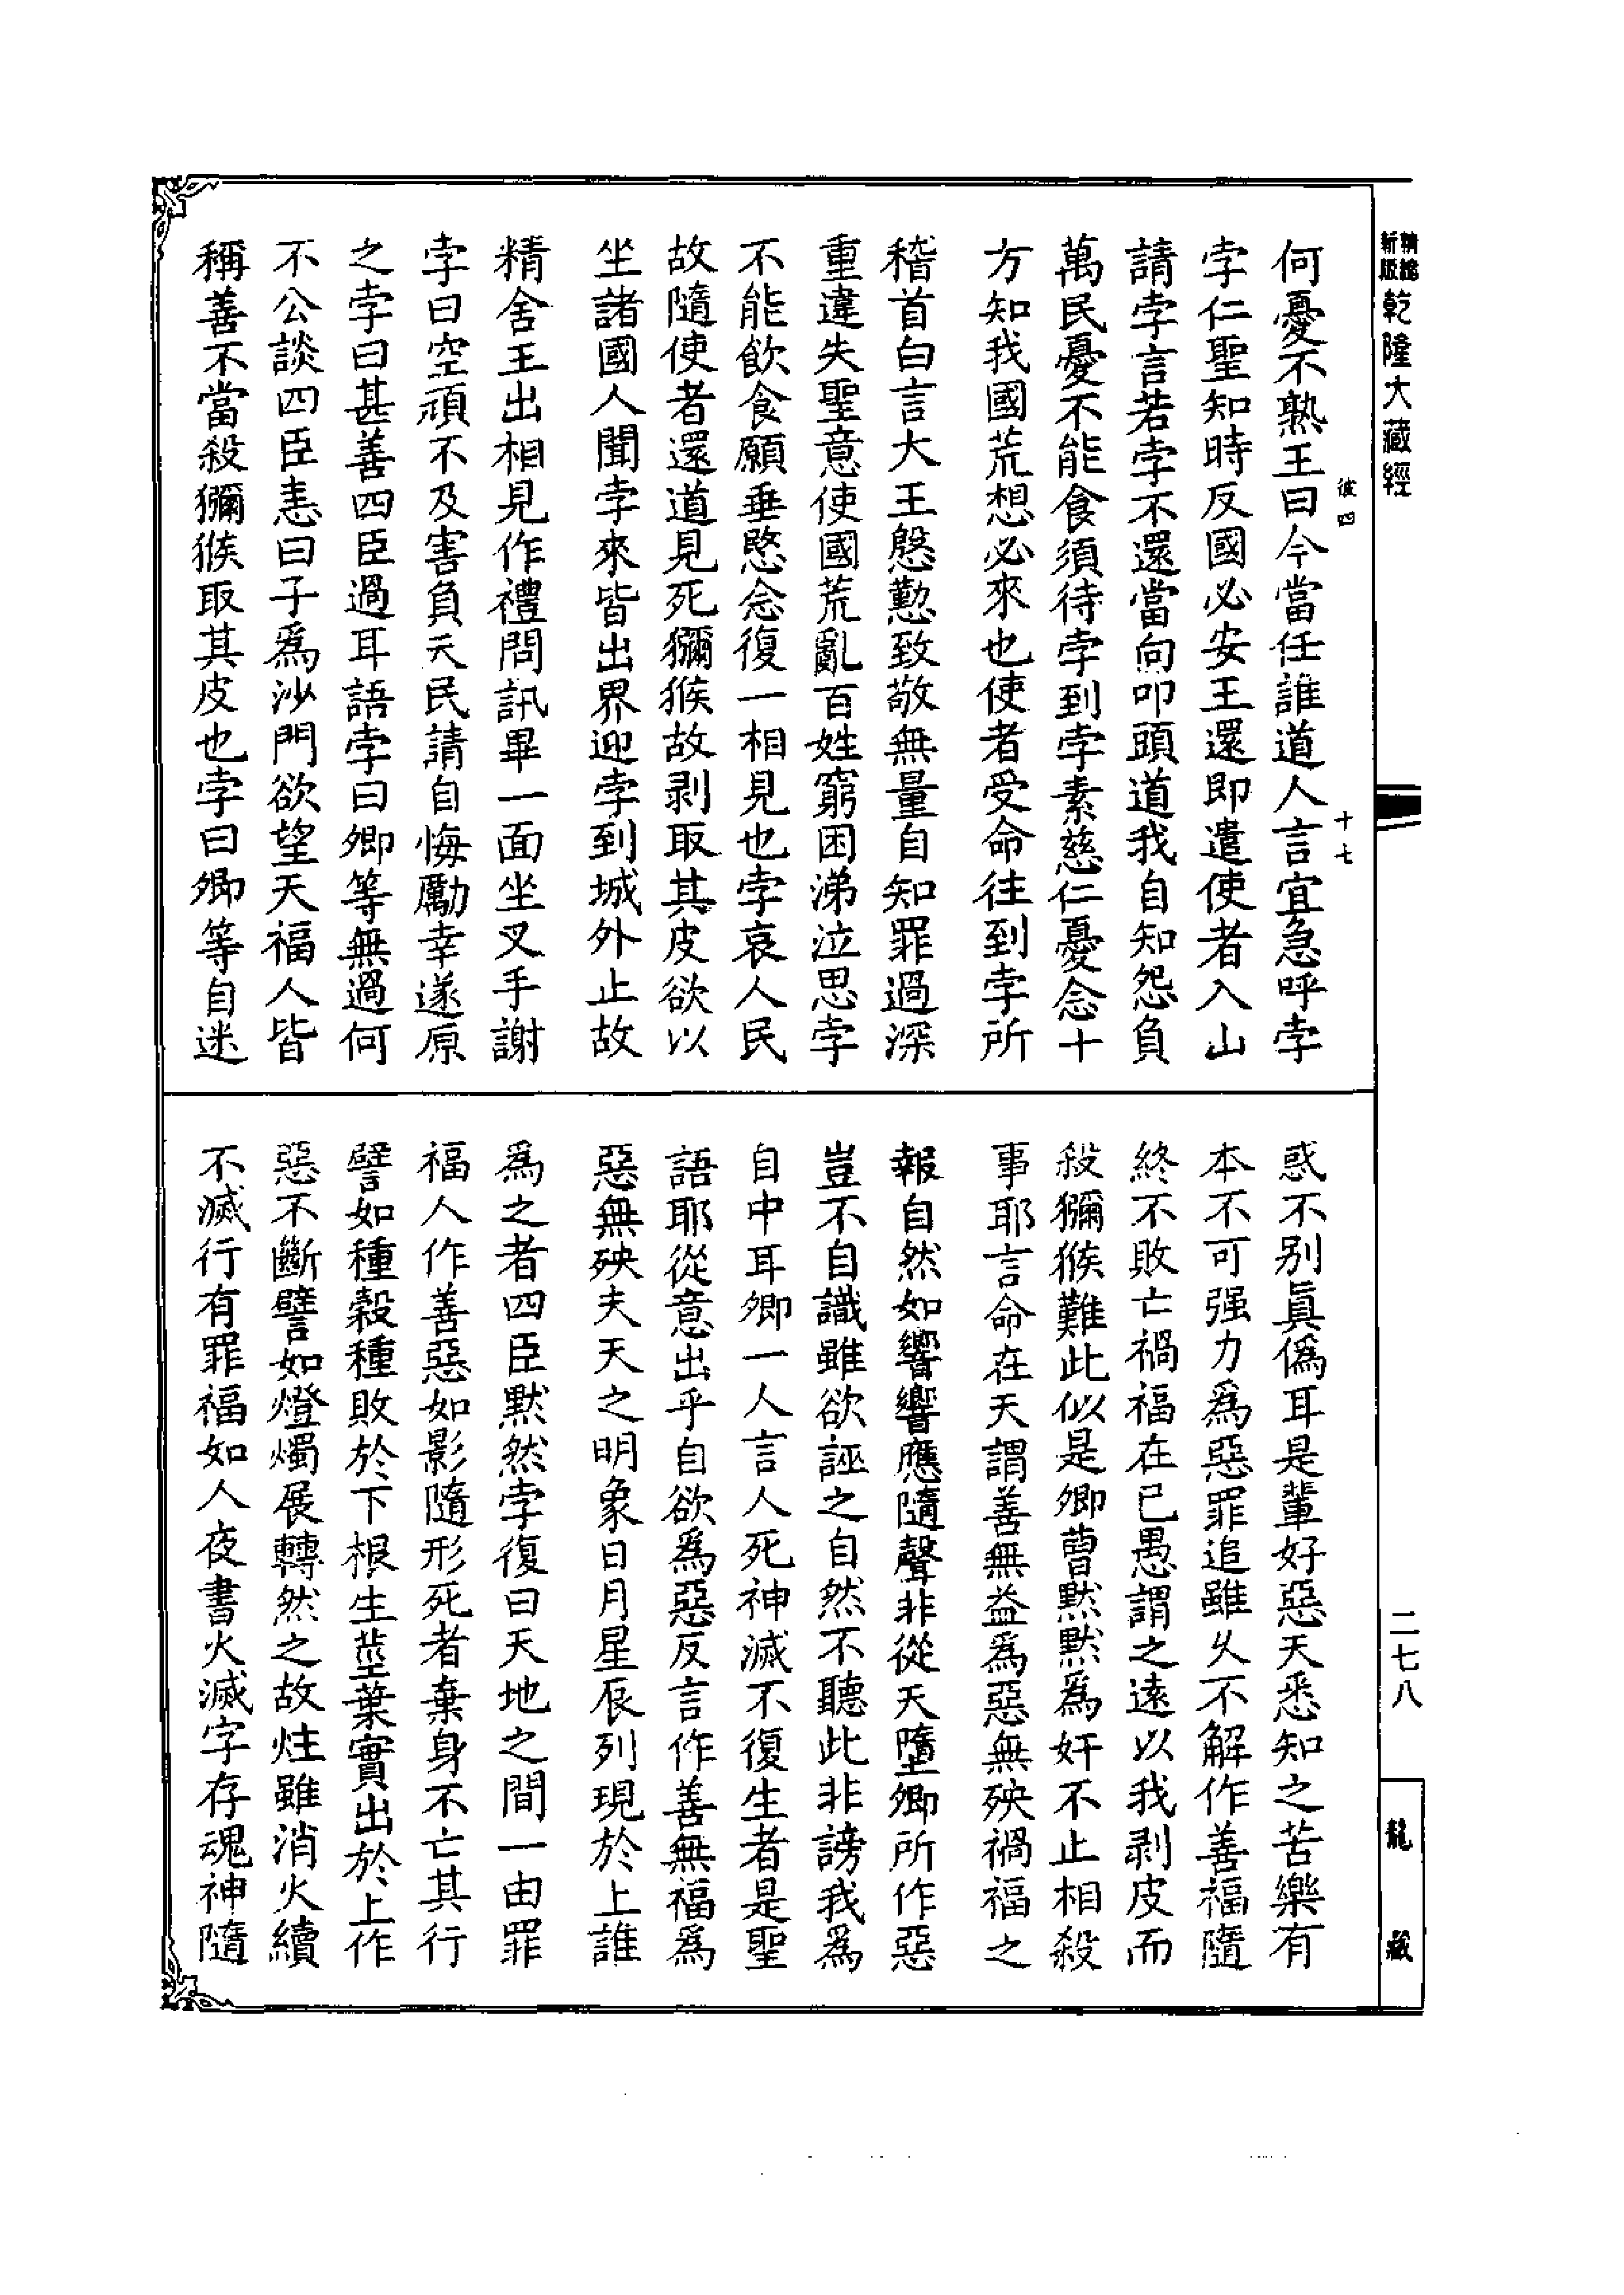 精縮新版乾隆大藏經
彼四
十七
何憂不熟王曰今當任誰道人言宜急呼孛
孛仁聖知時反國必安王還即遣使者入山
請孛言若孛不還當向叩頭道我自知怨負
萬民憂不能食須待孛到孛素慈仁憂念十
方知我國荒想必來也使者受命往到孛所
稽首白言大王慇懃致敬無量自知罪過深
重違失聖意使國荒亂百姓窮困涕泣思孛
不能飲食願垂愍念復一相見也孛哀人民
故隨使者還道見死獼猴故剥取其皮欲以
坐諸國人聞孛來皆出界迎孛到城外止故
精舍王出相見作禮問訊畢一面坐叉手謝
孛曰空頑不及害負天民請自悔勵幸遂原
之孛曰甚善四臣過耳語孛曰卿等無過何
不公談四臣恚曰子爲沙門欲望天福人皆
稱善不當殺獼猴取其皮也孛曰卿等自迷
惑不别眞僞耳是輩好惡天悉知之苦樂有
本不可强力爲惡罪追雖久不解作善福隨
終不敗亡禍福在已愚謂之遠以我剥皮而
殺獼猴難此似是卿曹黙黙爲奸不止相殺
事耶言命在天謂善無益爲惡無殃禍福之
報自然如響響應隨聲非從天墮卿所作惡
豈不自識雖欲誣之自然不聽此非謗我爲
自中耳卿一人言人死神滅不復生者是聖
語耶從意出乎自欲爲惡反言作善無福爲
惡無殃夫天之明象日月星辰列現於上誰
爲之者四臣黙然孛復曰天地之間一由罪
福人作善惡如影隨形死者棄身不亡其行
譬如種穀種敗於下根生莖葉實出於上作
惡不斷譬如燈燭展轉然之故炷雖消火續
不滅行有罪福如人夜書火滅字存魂神隨
二七八
龍藏